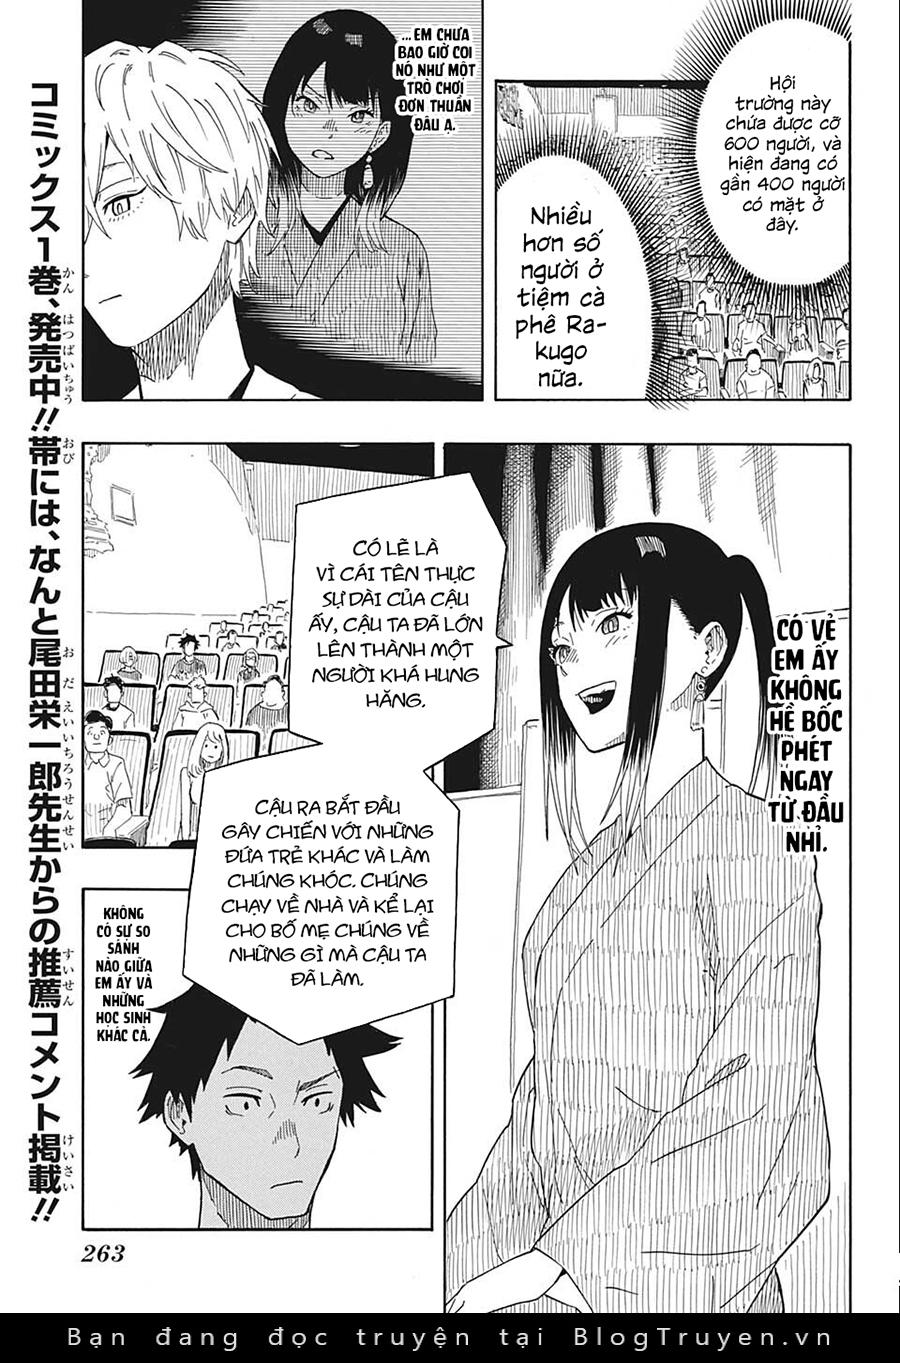 Hội
trường này
chứa được cỡ
600 người, và
hiện đang có
gần 400 người
có mặt ở
đây.
Nhiều
hơn số
người ở
tiệm cà
phê Ra-
kugo
nữa.
... EM CHƯA
BAO GIỜ COI
NÓ NHƯ MỘT
TRÒ CHƠI
ĐƠN THUẦN
ĐÂU Ạ.
CÓ VẺ
EM ẤY
KHÔNG
HỀ BỐC
PHÉT
NGAY
TỪ ĐẦU
NHỈ.
CÓ LẼ LÀ
VÌ CÁI TÊN THỰC
SỰ DÀI CỦA CẬU
ẤY, CẬU TA ĐÃ LỚN
LÊN THÀNH MỘT
NGƯỜI KHÁ HUNG
HĂNG.
CẬU RA BẮT ĐẦU
GÂY CHIẾN VỚI NHỮNG
ĐỨA TRẺ KHÁC VÀ LÀM
CHÚNG KHÓC. CHÚNG
CHẠY VỀ NHÀ VÀ KỂ LẠI
CHO BỐ MẸ CHÚNG VỀ
NHỮNG GÌ MÀ CẬU TA
ĐÃ LÀM.
KHÔNG
CÓ SỰ SO
SÁNH
NÀO GIỮA
EM ẤY VÀ
NHỮNG
HỌC SINH
KHÁC CẢ.
コミックス1巻、発売中!!帯には、なんと尾田栄一郎先生からの推薦コメント掲載!!
かん はつばいちゅう おび お だ えいいちろうせんせい すいせん けいさい
263
Bạn đang đọc truyện tại BlogTruyen.vn